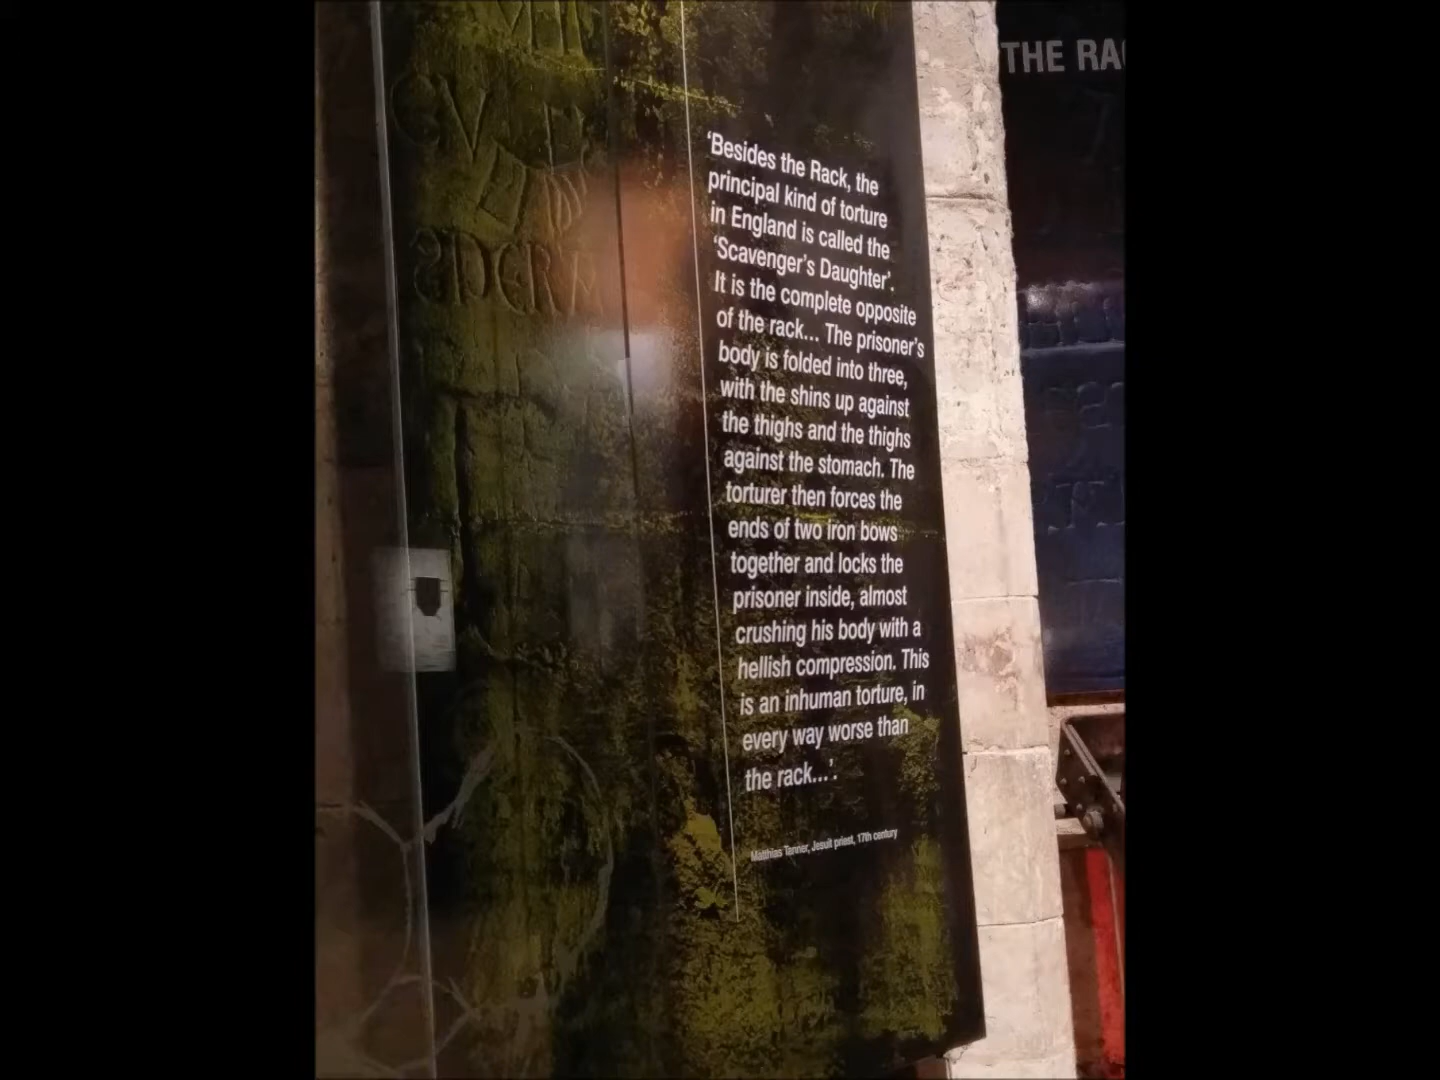 THE RA
'Besides the Rack, the
principal kind of torture
in England is called the
'Scavenger's Daughter'.
It is the complete opposite
of the rack... The prisoner's
body is folded into three,
with the shins up against
the thighs and the thighs
against the stomach. The
torturer then forces the
ends of two iron bows
together and locks the
prisoner inside, almost
crushing his body with a
hellish compression. This
is an inhuman torture, in
every way worse than
the rack...'.
Matthias Tanner, Jesuit priest, 17th century